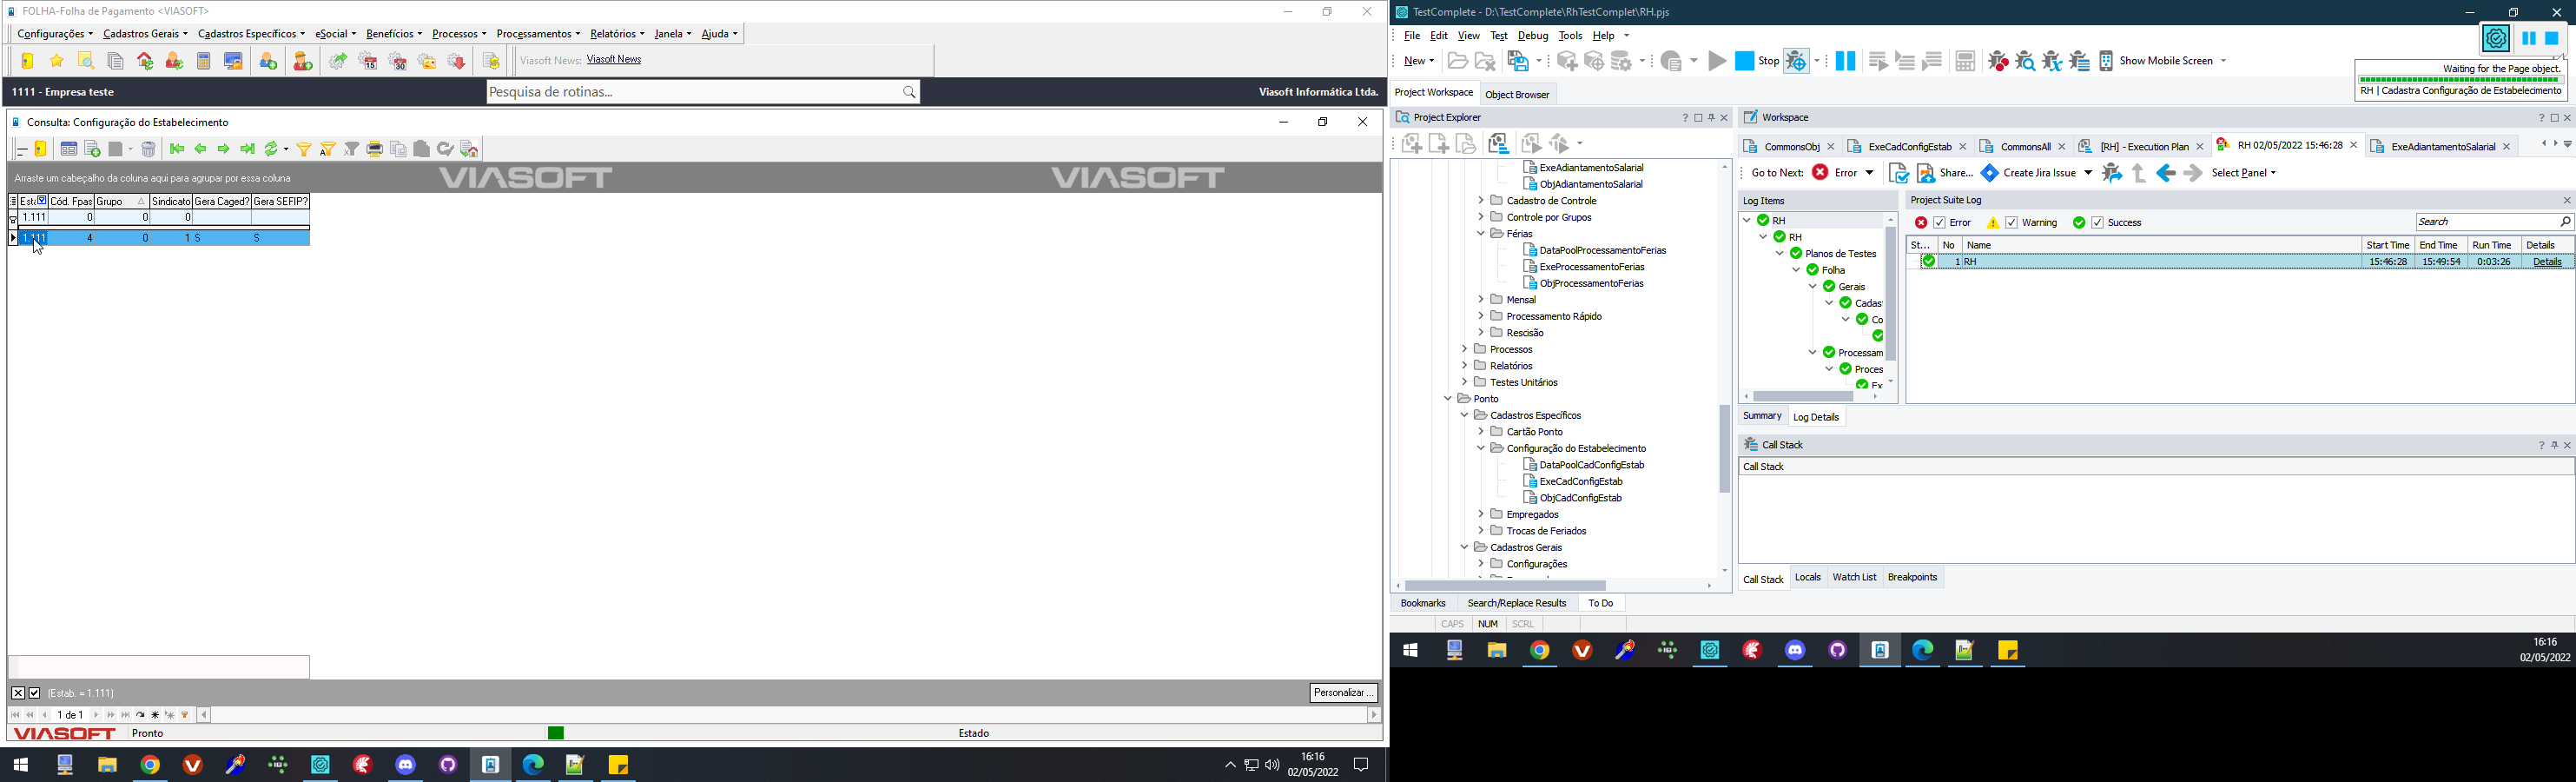 FOLHA-Folha de Pagamento <VIASOFT>
Configurações
Cadastros Gerais
Cadastros Específicos
eSocial
Benefícios
Processos
Processamentos
Relatórios
Janela
Ajuda
Viasoft News: Viasoft News
1111 - Empresa teste
Pesquisa de rotinas...
Viasoft Informática Ltda.
Consulta: Configuração do Estabelecimento
Arraste um cabeçalho da coluna aqui para agrupar por essa coluna
VIASOFT
VIASOFT
Esta Cód. Fpas Grupo Sindicato Gera Caged? Gera SEFIP?
1.111 0 0 0
1.111 4 0 1 S S
(Estab. = 1.111)
Personalizar ...
1 de 1
VIASOFT
Pronto
Estado
16:16
02/05/2022
TestComplete - D:\TestComplete\RhTestComplet\RH.pjs
File Edit View Test Debug Tools Help
New
Stop
Show Mobile Screen
Waiting for the Page object.
RH | Cadastra Configuração de Estabelecimento
Project Workspace
Object Browser
Project Explorer
ExeAdiantamentoSalarial
ObjAdiantamentoSalarial
Cadastro de Controle
Controle por Grupos
Férias
DataPoolProcessamentoFerias
ExeProcessamentoFerias
ObjProcessamentoFerias
Mensal
Processamento Rápido
Rescisão
Processos
Relatórios
Testes Unitários
Ponto
Cadastros Específicos
Cartão Ponto
Configuração do Estabelecimento
DataPoolCadConfigEstab
ExeCadConfigEstab
ObjCadConfigEstab
Empregados
Trocas de Feriados
Cadastros Gerais
Configurações
Bookmarks
Search/Replace Results
To Do
CAPS NUM SCRL
Workspace
CommonsObj
ExeCadConfigEstab
CommonsAll
[RH] - Execution Plan
RH 02/05/2022 15:46:28
ExeAdiantamentoSalarial
Go to Next: Error
Share...
Create Jira Issue
Select Panel
Log Items
RH
RH
Planos de Testes
Folha
Gerais
Cadas
Co
Processam
Proces
Ex
Summary
Log Details
Project Suite Log
Error
Warning
Success
Search
St... No Name Start Time End Time Run Time Details
1 RH 15:46:28 15:49:54 0:03:26 Details
Call Stack
Call Stack
Call Stack
Locals
Watch List
Breakpoints
16:16
02/05/2022